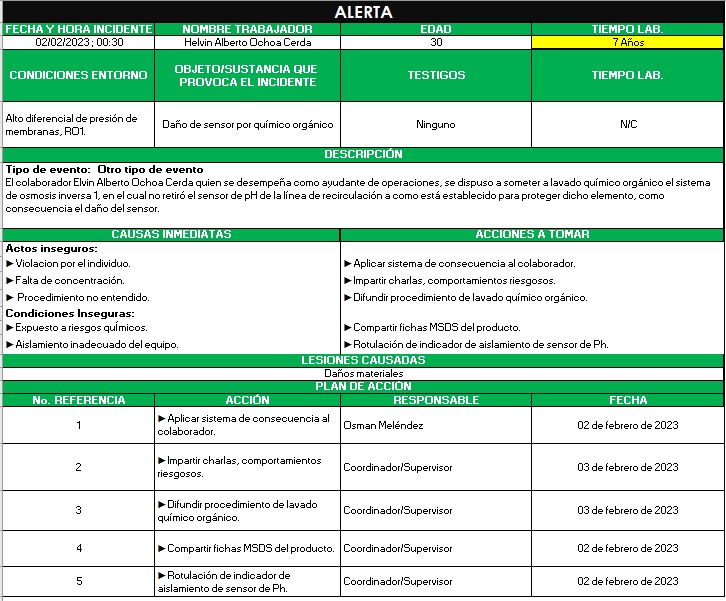 ALERTA
FECHA Y HORA INCIDENTE NOMBRE TRABAJADOR EDAD TIEMPO LAB.
02/02/2023 ; 00:30 Helvin Alberto Ochoa Cerda 30 7 Años
CONDICIONES ENTORNO OBJETO/SUSTANCIA QUE PROVOCA EL INCIDENTE TESTIGOS TIEMPO LAB.
Alto diferencial de presión de
membranas, RO1.
Daño de sensor por químico orgánico Ninguno N/C
DESCRIPCIÓN
Tipo de evento: Otro tipo de evento
El colaborador Elvin Alberto Ochoa Cerda quien se desempeña como ayudante de operaciones, se dispuso a someter a lavado químico orgánico el sistema
de osmosis inversa 1, en el cual no retiró el sensor de pH de la línea de recirculación a como está establecido para proteger dicho elemento, como
consecuencia el daño del sensor.
CAUSAS INMEDIATAS ACCIONES A TOMAR
Actos inseguros:
►Violacion por el individuo. ►Aplicar sistema de consecuencia al colaborador.
►Falta de concentración. ►Impartir charlas, comportamientos riesgosos.
► Procedimiento no entendido. ►Difundir procedimiento de lavado químico orgánico.
Condiciones Inseguras:
►Expuesto a riesgos químicos. ►Compartir fichas MSDS del producto.
►Aislamiento inadecuado del equipo. ►Rotulación de indicador de aislamiento de sensor de Ph.
LESIONES CAUSADAS
Daños materiales
PLAN DE ACCIÓN
No. REFERENCIA ACCIÓN RESPONSABLE FECHA
1 ►Aplicar sistema de consecuencia al
colaborador. Osman Meléndez 02 de febrero de 2023
2 ►Impartir charlas, comportamientos
riesgosos. Coordinador/Supervisor 03 de febrero de 2023
3 ►Difundir procedimiento de lavado
químico orgánico. Coordinador/Supervisor 03 de febrero de 2023
4 ►Compartir fichas MSDS del producto. Coordinador/Supervisor 02 de febrero de 2023
5 ►Rotulación de indicador de
aislamiento de sensor de Ph. Coordinador/Supervisor 02 de febrero de 2023